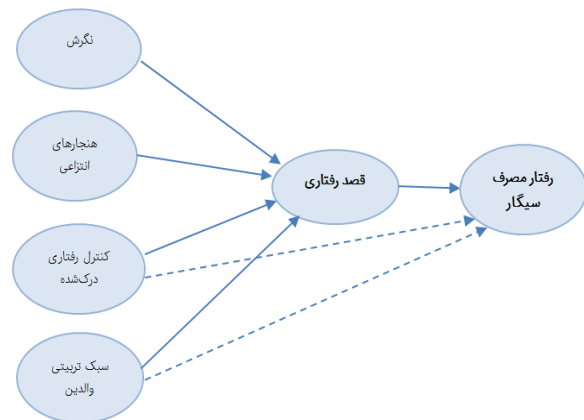 نگرش
هنجارهای
انتزاعی
قصد رفتاری
رفتار مصرف
سیگار
کنترل رفتاری
درک‌شده
سبک تربیتی
والدین